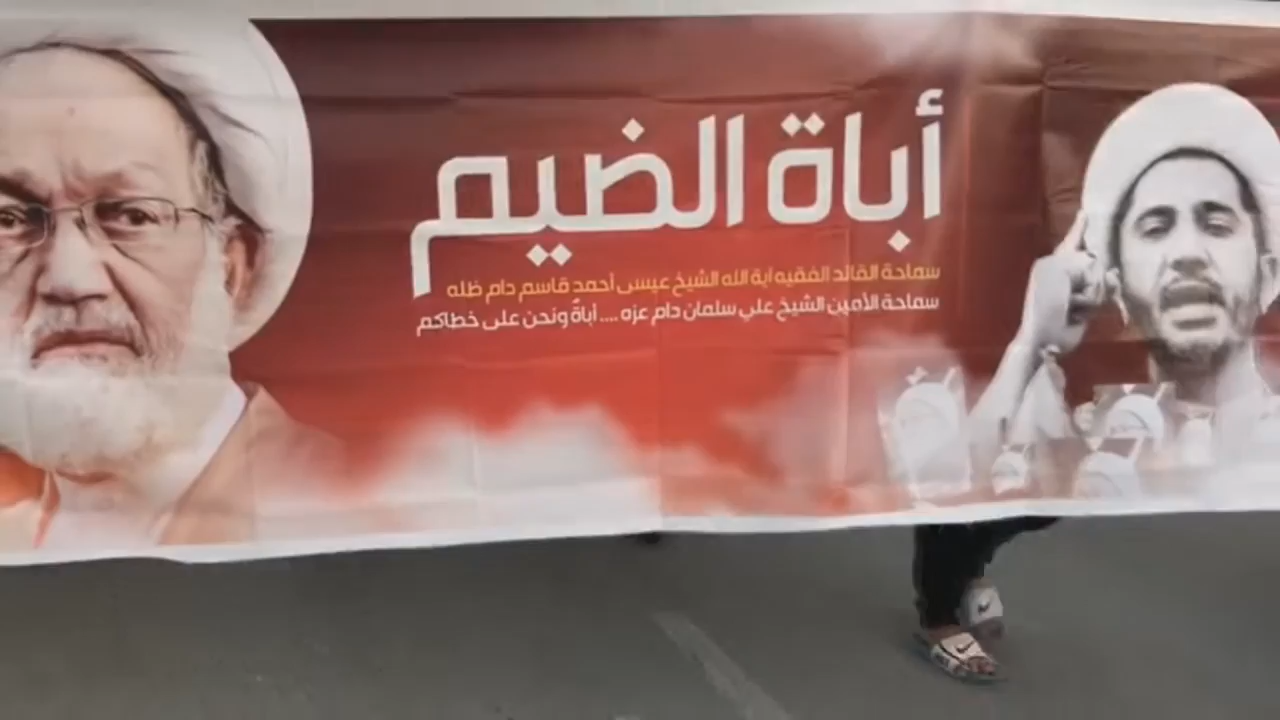 أباة الضيم
سماحة القائد الفقيه آية الله الشيخ عيسى أحمد قاسم دام ظله
سماحة الأمين الشيخ علي سلمان دام عزه .... أباةٌ ونحن على خطاكم